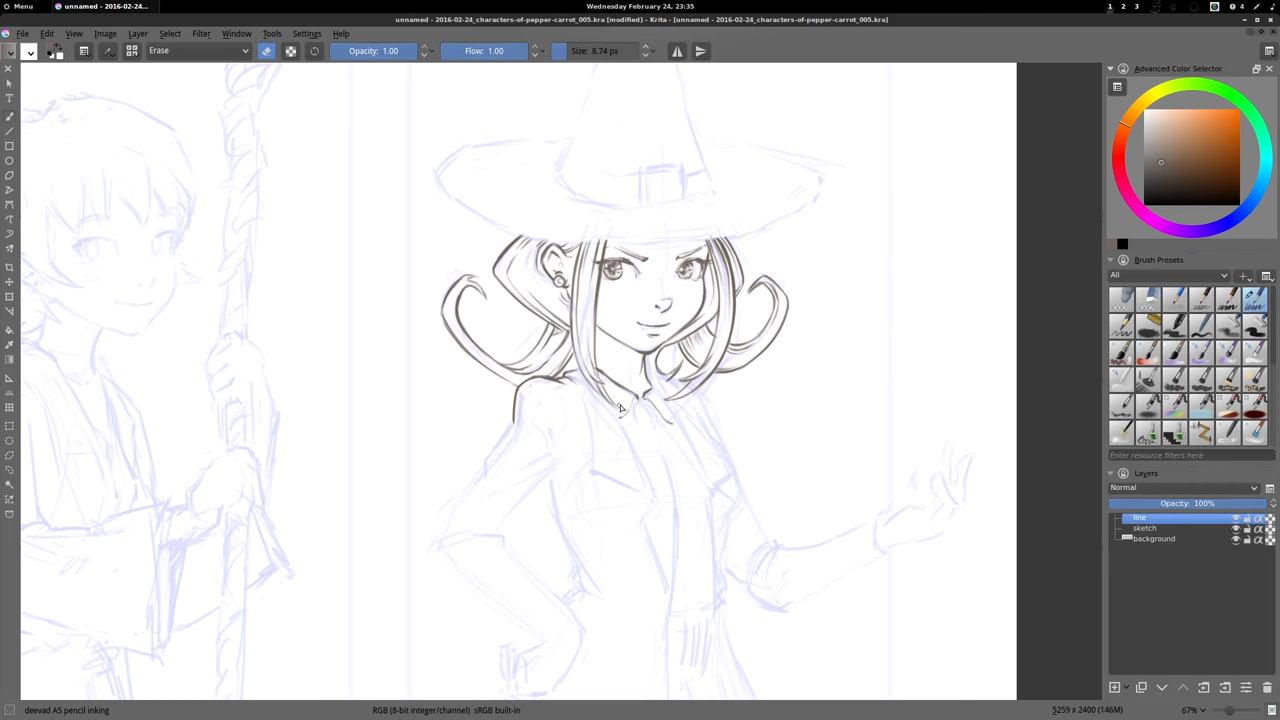 Menu
unnamed - 2016-02-24...
Wednesday February 24, 23:35
1 2 3
4
unnamed - 2016-02-24_characters-of-pepper-carrot_005.kra [modified] - Krita - [unnamed - 2016-02-24_characters-of-pepper-carrot_005.kra]
File Edit View Image Layer Select Filter Window Tools Settings Help
Erase
Opacity: 1.00
Flow: 1.00
Size: 8.74 px
Advanced Color Selector
Brush Presets
All
Enter resource filters here
Layers
Normal
Opacity: 100%
line
sketch
background
deevad A5 pencil inking
RGB (8-bit integer/channel) sRGB built-in
5259 x 2400 (146M)
67%